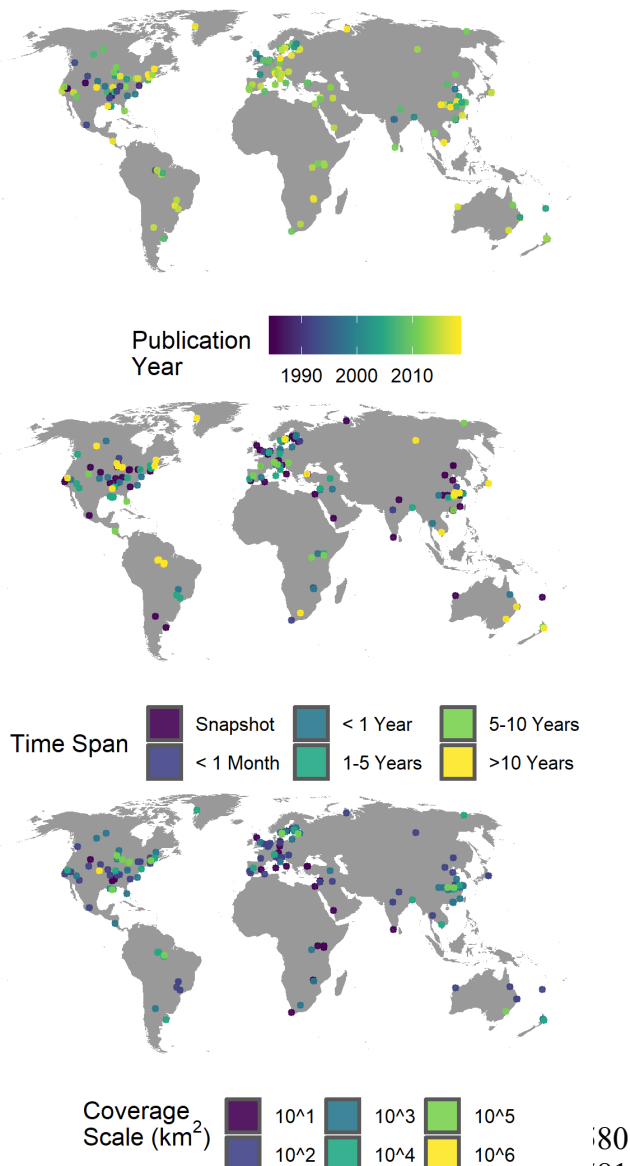 Publication
Year
1990 2000 2010
Time Span
Snapshot < 1 Year 5-10 Years
< 1 Month 1-5 Years >10 Years
Coverage
Scale (km²)
10^1 10^3 10^5
10^2 10^4 10^6
80